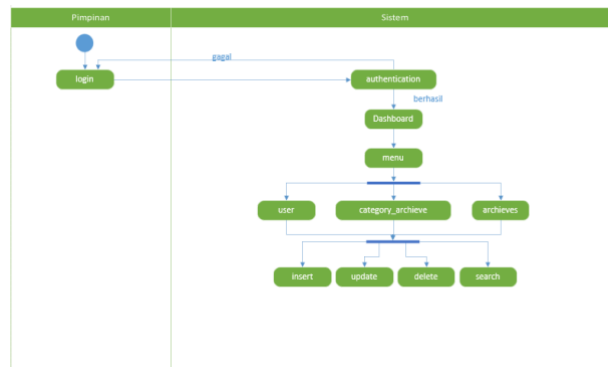 Pimpinan
Sistem
gagal
login
authentication
berhasil
Dashboard
menu
user
category_archieve
archieves
insert
update
delete
search